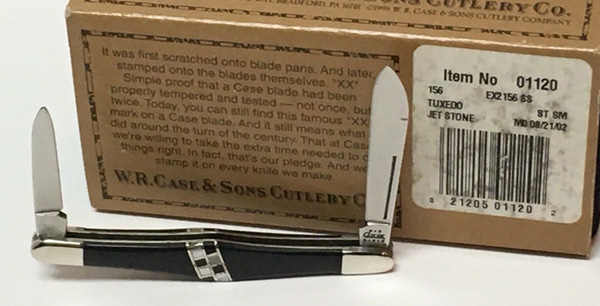 BRADFORD, PA 16701 ©1999 W.R. CASE & SONS CUTLERY COMPANY
CUTLERY CO.
It was first scratched onto blade pans. And later,
stamped onto the blades themselves. "XX"
Simple proof that a Case blade had been
properly tempered and tested — not once, but
twice. Today, you can still find this famous "XX"
mark on a Case blade. And it still means what
did around the turn of the century. That at Case
we're willing to take the extra time needed to d
things right. In fact, that's our pledge. And we
stamp it on every knife we make.
W.R. CASE & SONS CUTLERY C
Item No 01120
156 EX2156 SS
TUXEDO ST SM
JET STONE MG 08/21/02
0 21205 01120 2